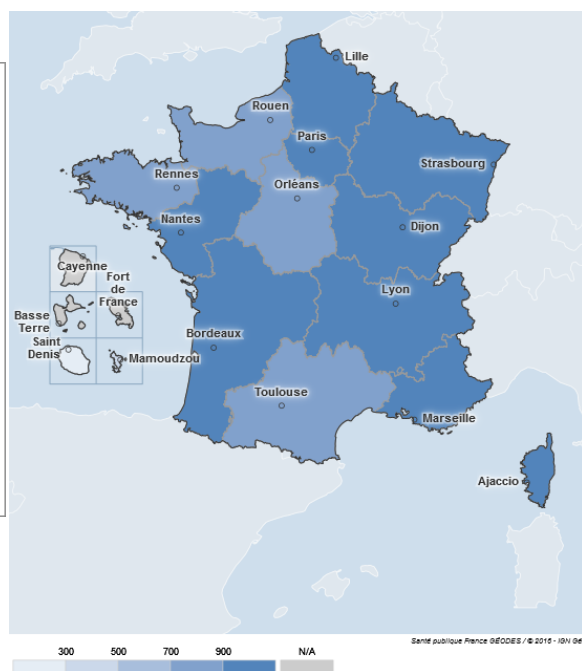 Lille
Rouen
Paris
Strasbourg
Rennes
Orléans
Nantes
Dijon
Cayenne
Fort
de
France
Lyon
Basse
Terre
Saint
Denis
Bordeaux
Mamoudzou
Toulouse
Marseille
Ajaccio
Santé publique France GÉODES / © 2016 - IGN Gé
300 500 700 900 N/A